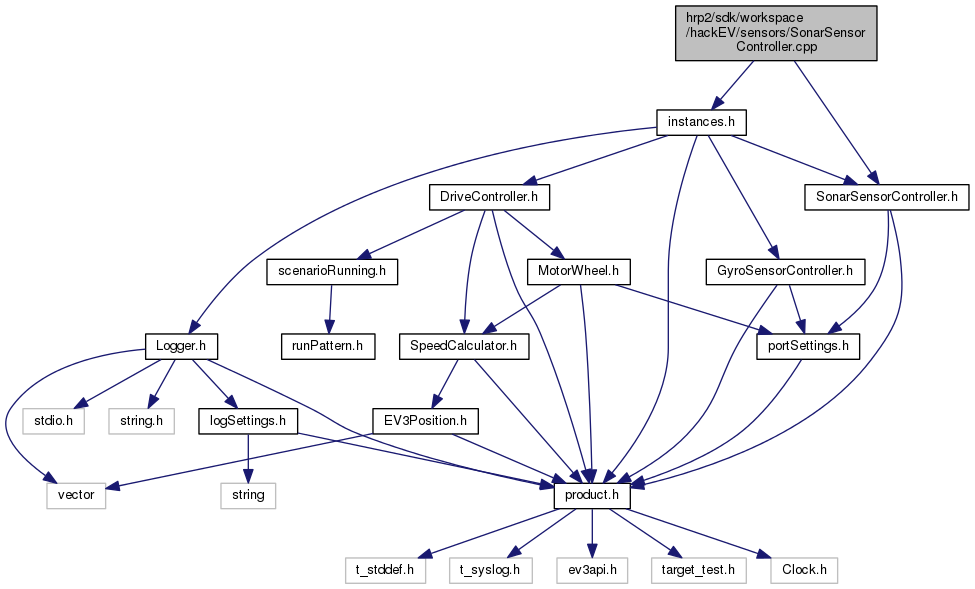 hrp2/sdk/workspace
/hackEV/sensors/SonarSensor
Controller.cpp
instances.h
DriveController.h
SonarSensorController.h
scenarioRunning.h
MotorWheel.h
GyroSensorController.h
Logger.h
runPattern.h
SpeedCalculator.h
portSettings.h
stdio.h
string.h
logSettings.h
EV3Position.h
vector
string
product.h
t_stddef.h
t_syslog.h
ev3api.h
target_test.h
Clock.h